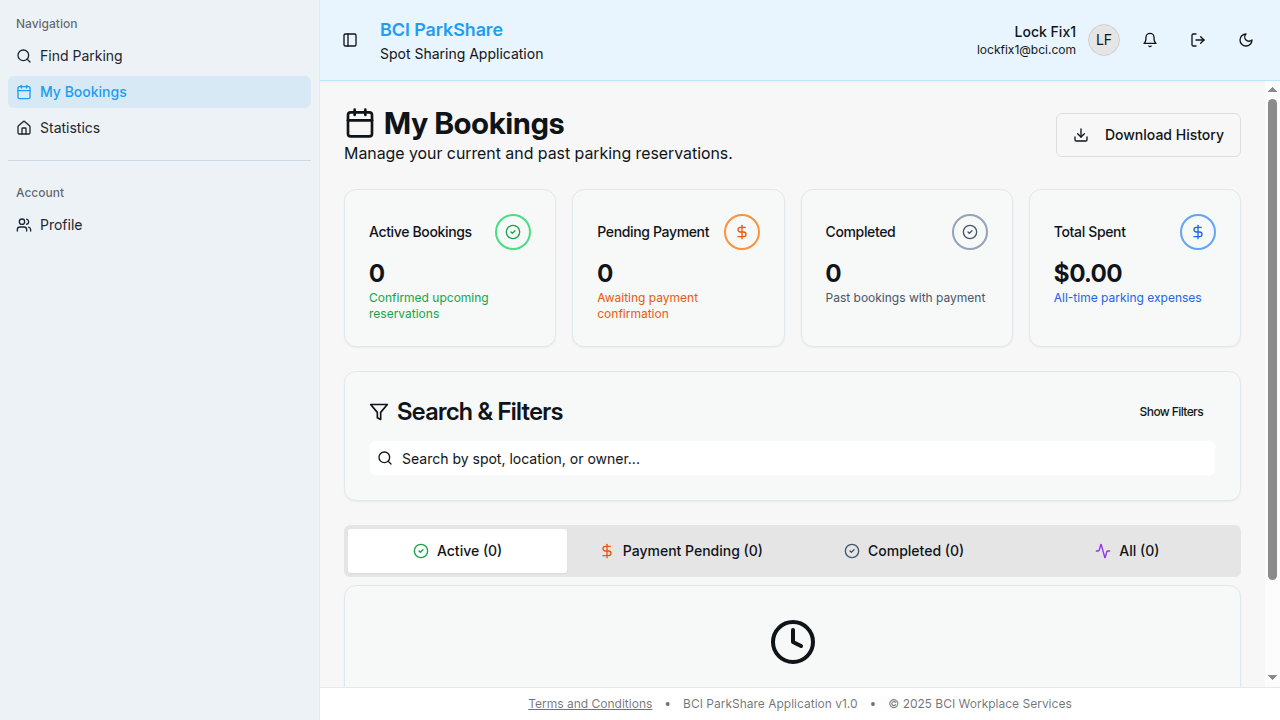 Navigation
Find Parking
My Bookings
Statistics
Account
Profile
BCI ParkShare
Spot Sharing Application
Lock Fix1
lockfix1@bci.com
LF
My Bookings
Manage your current and past parking reservations.
Download History
Active Bookings
0
Confirmed upcoming
reservations
Pending Payment
0
Awaiting payment
confirmation
Completed
0
Past bookings with payment
Total Spent
$0.00
All-time parking expenses
Search & Filters
Show Filters
Search by spot, location, or owner...
Active (0)
Payment Pending (0)
Completed (0)
All (0)
Terms and Conditions • BCI ParkShare Application v1.0 • © 2025 BCI Workplace Services